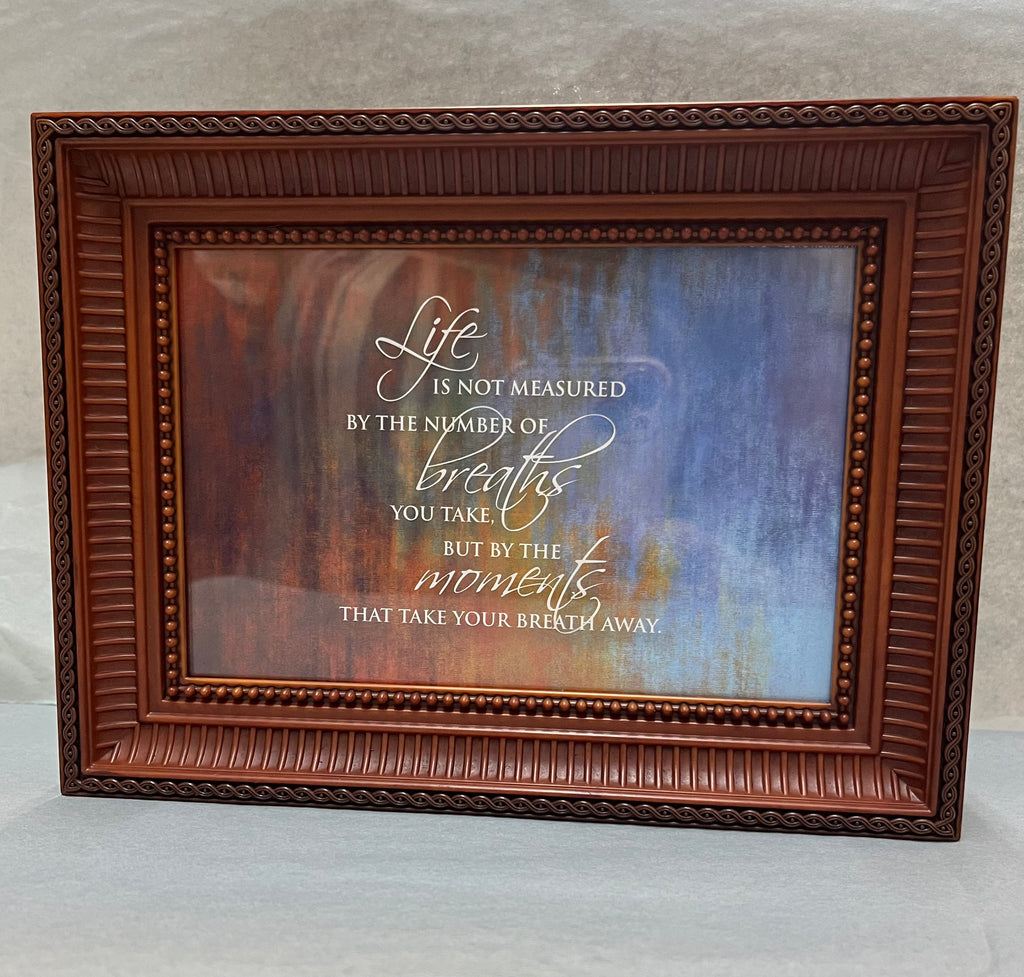 Life
IS NOT MEASURED
BY THE NUMBER OF
breaths
YOU TAKE,
BUT BY THE
moments
THAT TAKE YOUR BREATH AWAY.